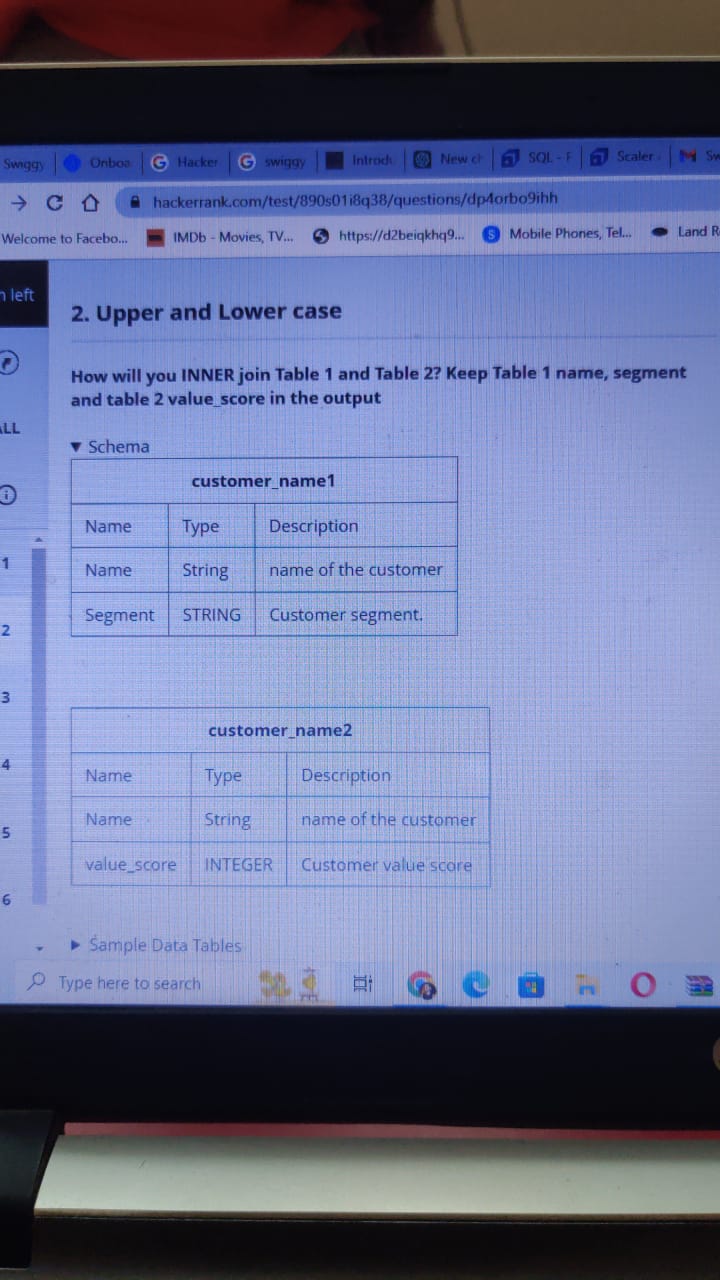 Swiggy
Onboa
Hacker
swiggy
Introdu
New ch
SQL - F
Scaler
Sw
hackerrank.com/test/890s01i8q38/questions/dp4orbo9ihh
Welcome to Facebo...
IMDb - Movies, TV...
https://d2beiqkhq9...
S
Mobile Phones, Tel...
Land R
n left
2. Upper and Lower case
How will you INNER join Table 1 and Table 2? Keep Table 1 name, segment
and table 2 value_score in the output
ALL
▼ Schema
customer_name1
Name Type Description
Name String name of the customer
Segment STRING Customer segment.
1
2
3
4
5
6
customer_name2
Name Type Description
Name String name of the customer
value_score INTEGER Customer value score
▶ Sample Data Tables
Type here to search